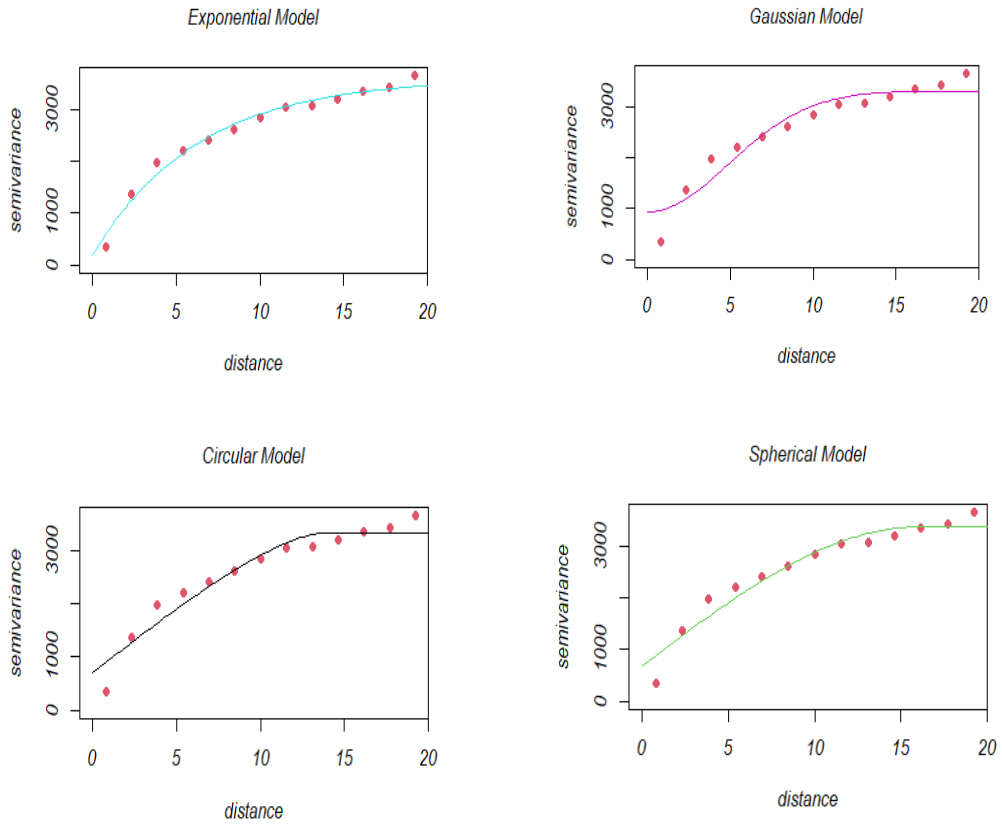 Exponential Model
semivariance
0 1000 3000
0 5 10 15 20
distance
Gaussian Model
semivariance
0 1000 3000
0 5 10 15 20
distance
Circular Model
semivariance
0 1000 3000
0 5 10 15 20
distance
Spherical Model
semivariance
0 1000 3000
0 5 10 15 20
distance